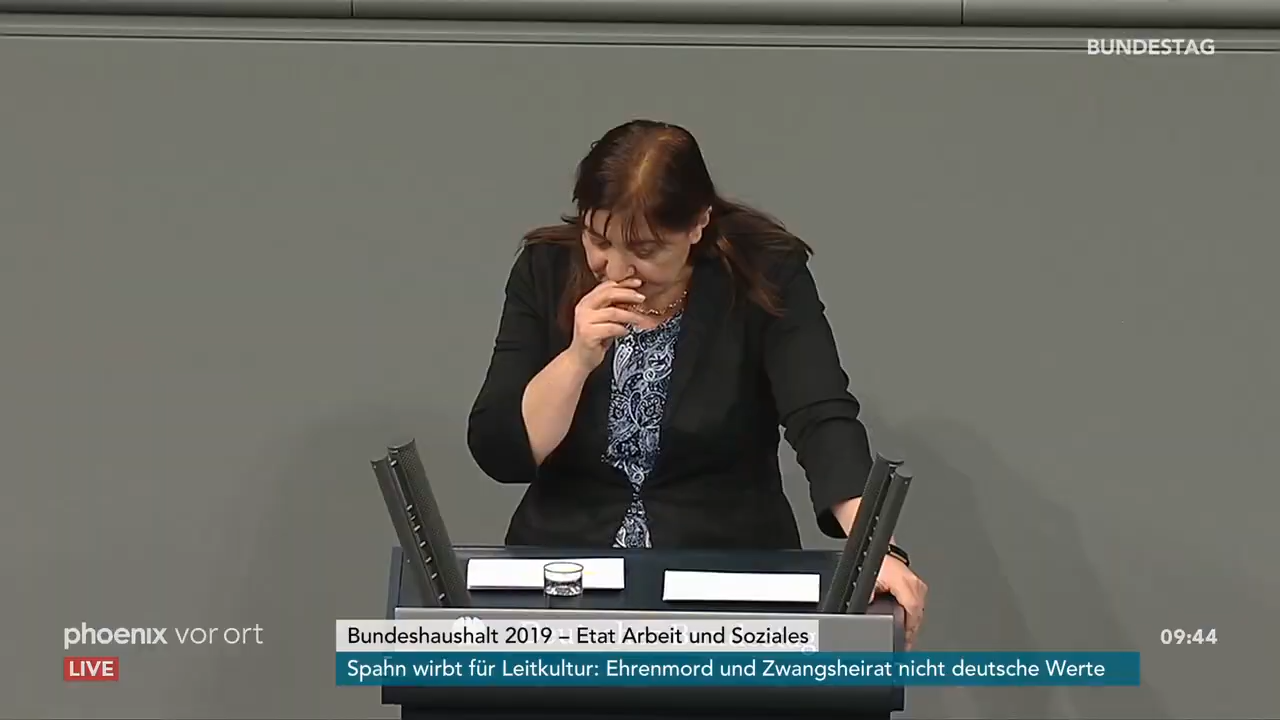 BUNDESTAG
phoenix vor ort
LIVE
Bundeshaushalt 2019 – Etat Arbeit und Soziales
Spahn wirbt für Leitkultur: Ehrenmord und Zwangsheirat nicht deutsche Werte
09:44